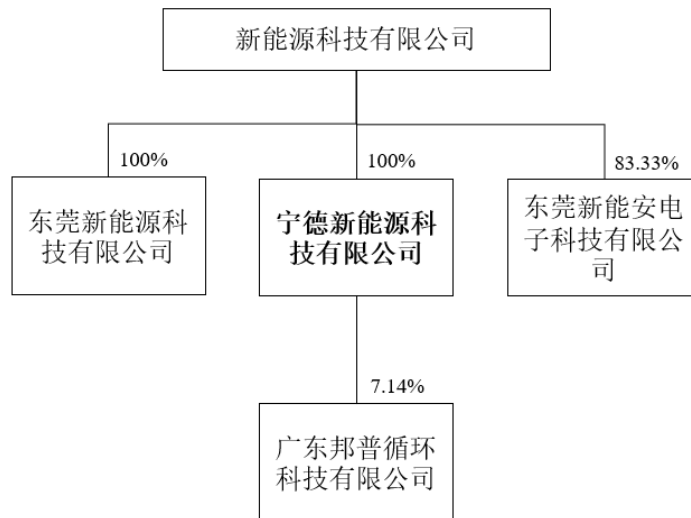 新能源科技有限公司
100%
100%
83.33%
东莞新能源科
技有限公司
宁德新能源科
技有限公司
东莞新能安电
子科技有限公
司
7.14%
广东邦普循环
科技有限公司